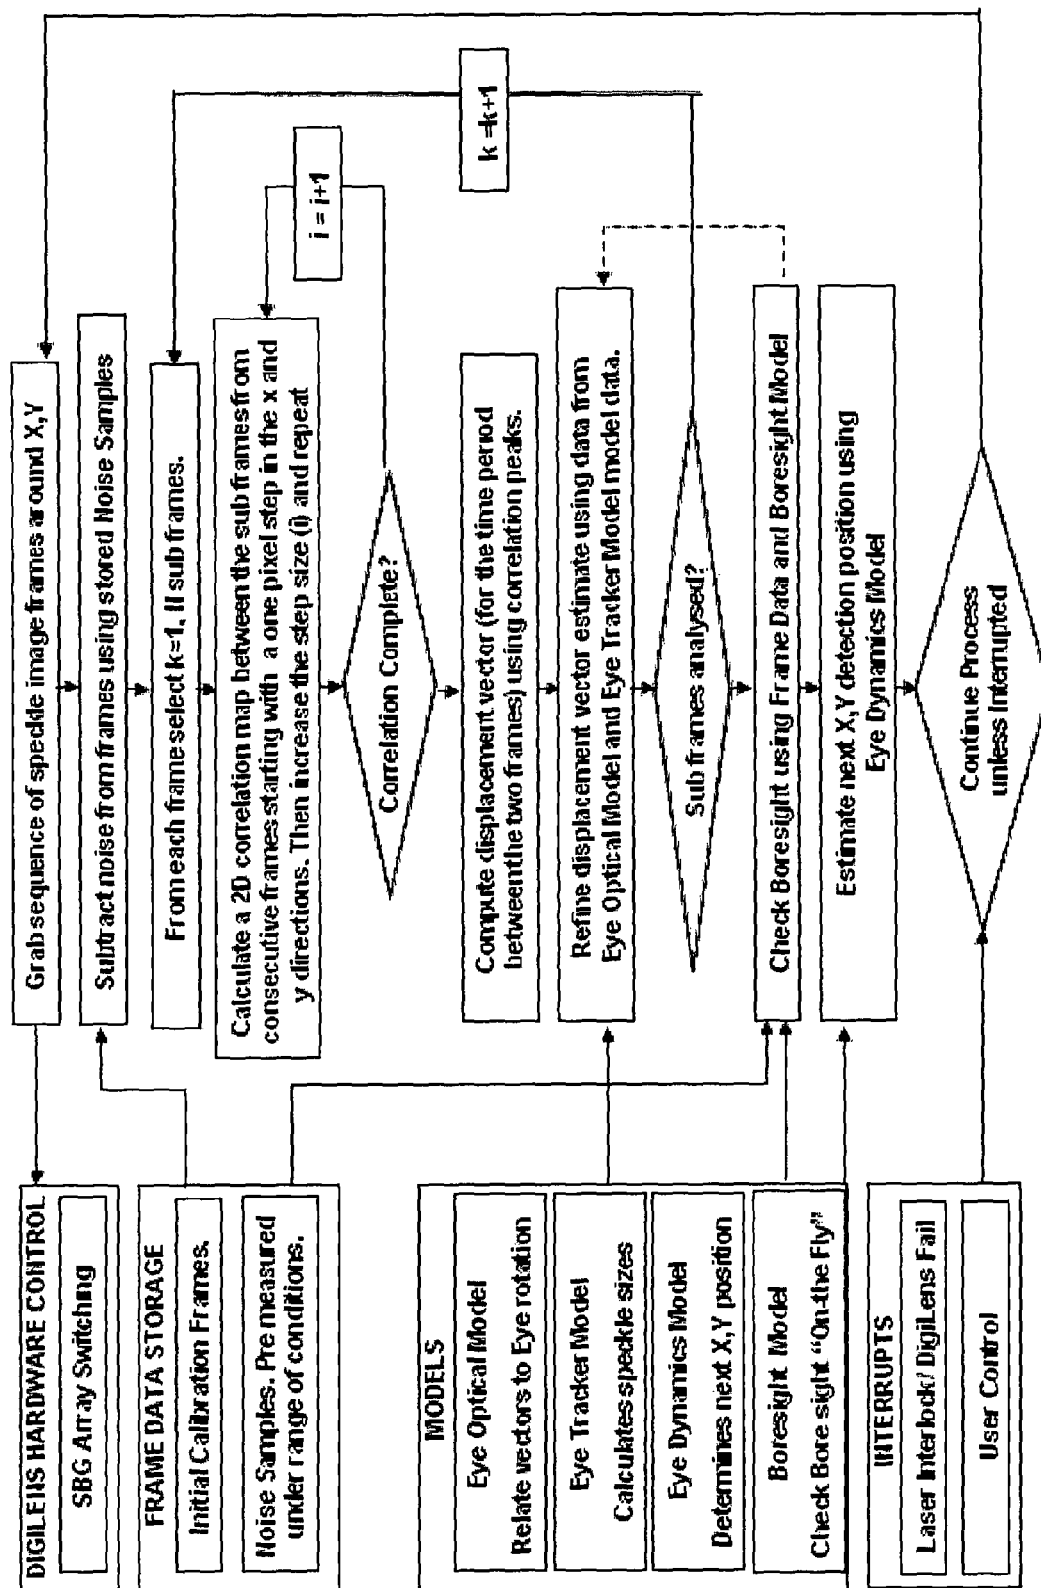 DIGILENS HARDWARE CONTROL
SBG Array Switching
FRAME DATA STORAGE
Initial Calibration Frames.
Noise Samples. Pre measured
under range of conditions.
MODELS
Eye Optical Model
Relate vectors to Eye rotation
Eye Tracker Model
Calculates speckle sizes
Eye Dynamics Model
Determines next X,Y position
Boresight Model
Check Bore sight "On-the Fly"
INTERRUPTS
Laser Interlock/ DigiLens Fail
User Control
Grab sequence of speckle image frames around X,Y
Subtract noise from frames using stored Noise Samples
From each frame select k=1, II sub frames.
Calculate a 2D correlation map between the sub frames from
consecutive frames starting with a one pixel step in the x and
y directions. Then increase the step size (i) and repeat
Correlation Complete?
i = i+1
Compute displacement vector (for the time period
between the two frames) using correlation peaks.
Refine displacement vector estimate using data from
Eye Optical Model and Eye Tracker Model model data.
Sub frames analysed?
k =k+1
Check Boresight using Frame Data and Boresight Model
Estimate next X,Y detection position using
Eye Dynamics Model
Continue Process
unless Interrupted